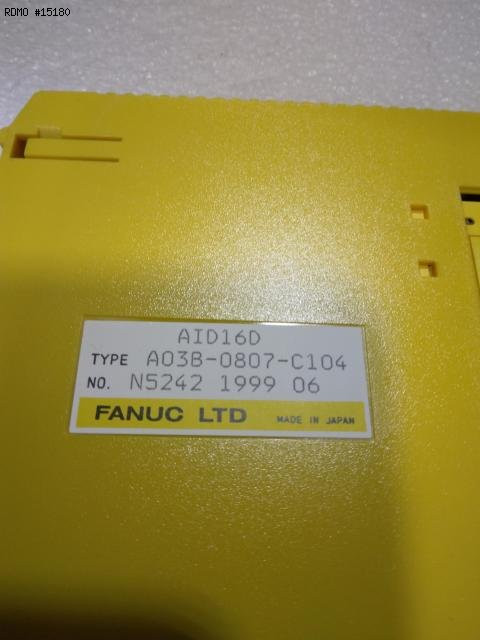 RDMO #15180
AID16D
TYPE A03B-0807-C104
NO. N5242 1999 06
FANUC LTD MADE IN JAPAN